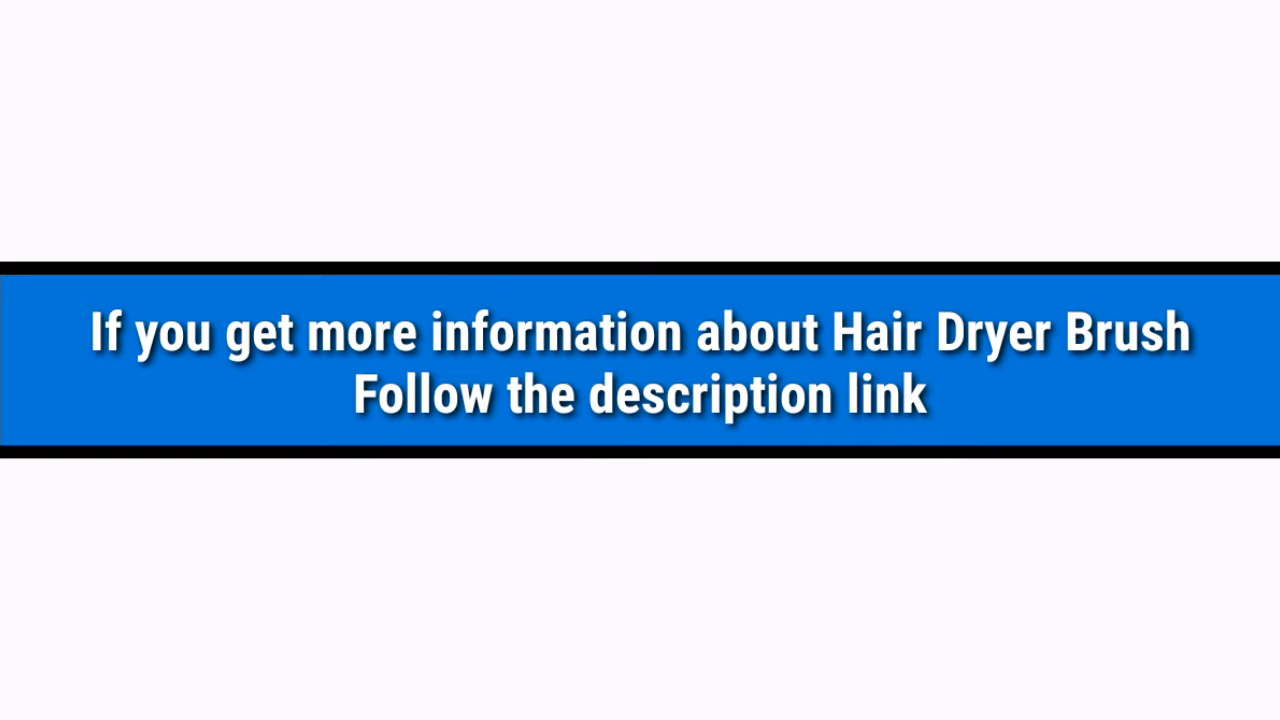 If you get more information about Hair Dryer Brush
Follow the description link